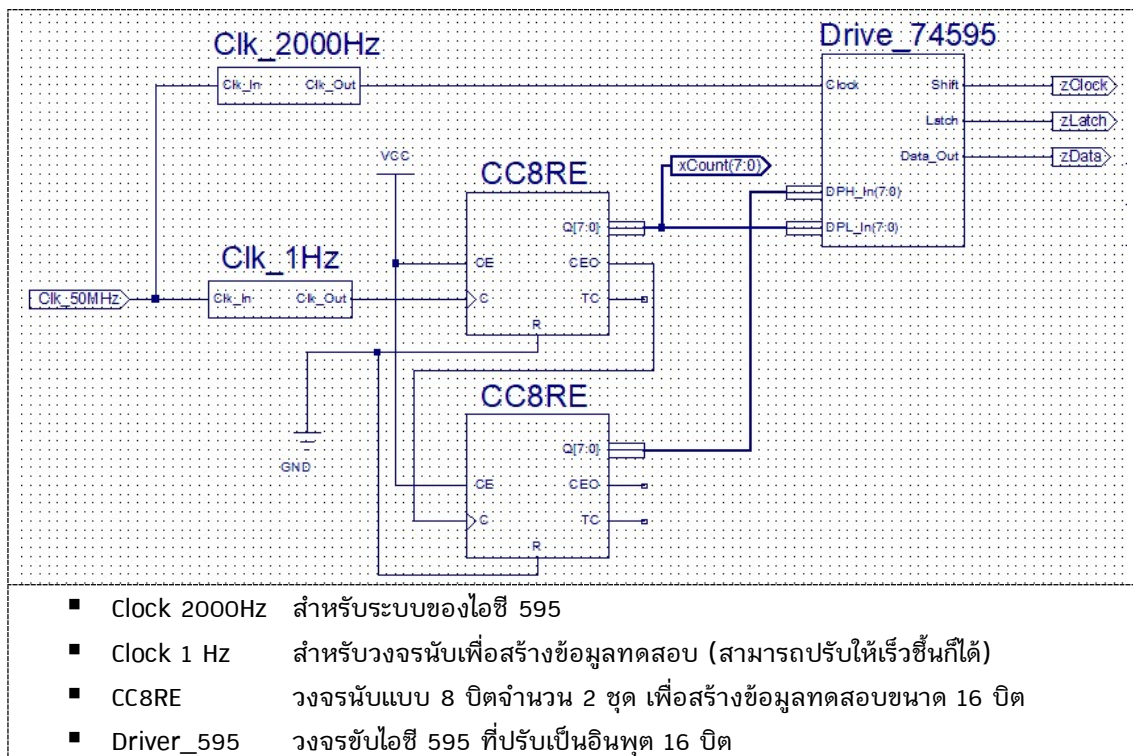 Clk_2000Hz
Clk_In Clk_Out
Drive_74595
Clock Shift zClock
Latch zLatch
Data_Out zData
DPH_In(7:0)
DPL_In(7:0)
VCC
CC8RE
xCount(7:0)
Q[7:0]
CE CEO
C TC
R
Clk_1Hz
Clk_50MHz
Clk_In Clk_Out
GND
CC8RE
Q[7:0]
CE CEO
C TC
R
■ Clock 2000Hz สำหรับระบบของไอซี 595
■ Clock 1 Hz สำหรับวงจรนับเพื่อสร้างข้อมูลทดสอบ (สามารถปรับให้เร็วชึ้นก็ได้)
■ CC8RE วงจรนับแบบ 8 บิตจำนวน 2 ชุด เพื่อสร้างข้อมูลทดสอบขนาด 16 บิต
■ Driver_595 วงจรขับไอซี 595 ที่ปรับเป็นอินพุต 16 บิต